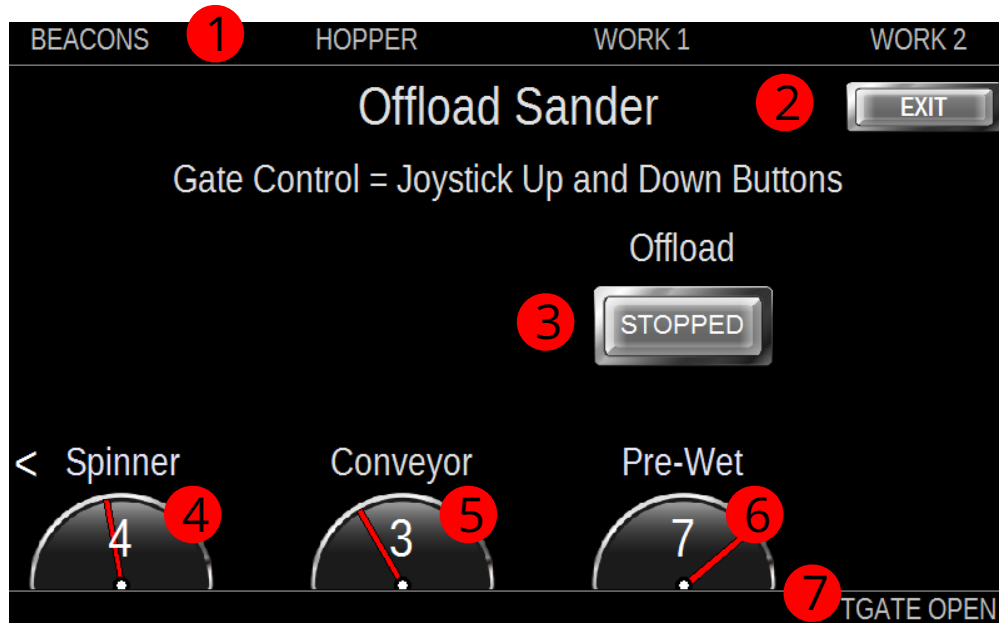 BEACONS 1 HOPPER WORK 1 WORK 2
Offload Sander 2 EXIT
Gate Control = Joystick Up and Down Buttons
Offload
3 STOPPED
< Spinner Conveyor Pre-Wet
4 4 3 5 7 6
7 TGATE OPEN